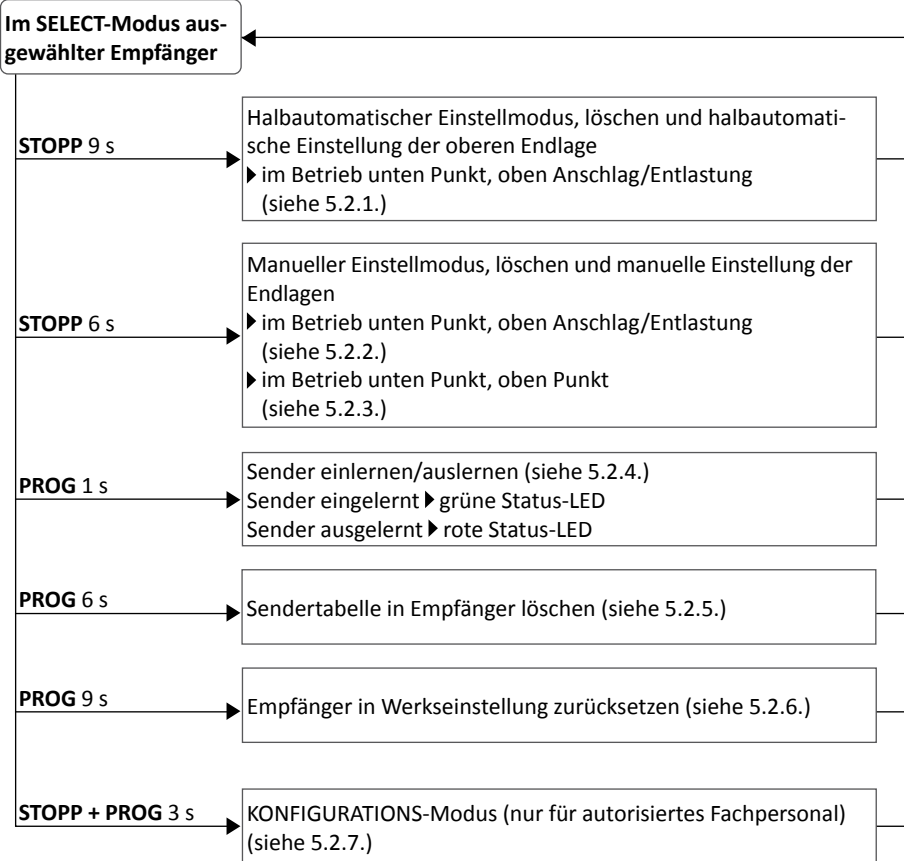 Im SELECT-Modus aus-
gewählter Empfänger
STOPP 9 s
Halbautomatischer Einstellmodus, löschen und halbautomati-
sche Einstellung der oberen Endlage
im Betrieb unten Punkt, oben Anschlag/Entlastung
(siehe 5.2.1.)
STOPP 6 s
Manueller Einstellmodus, löschen und manuelle Einstellung der
Endlagen
im Betrieb unten Punkt, oben Anschlag/Entlastung
(siehe 5.2.2.)
im Betrieb unten Punkt, oben Punkt
(siehe 5.2.3.)
PROG 1 s
Sender einlernen/auslernen (siehe 5.2.4.)
Sender eingelernt grüne Status-LED
Sender ausgelernt rote Status-LED
PROG 6 s
Sendertabelle in Empfänger löschen (siehe 5.2.5.)
PROG 9 s
Empfänger in Werkseinstellung zurücksetzen (siehe 5.2.6.)
STOPP + PROG 3 s
KONFIGURATIONS-Modus (nur für autorisiertes Fachpersonal)
(siehe 5.2.7.)